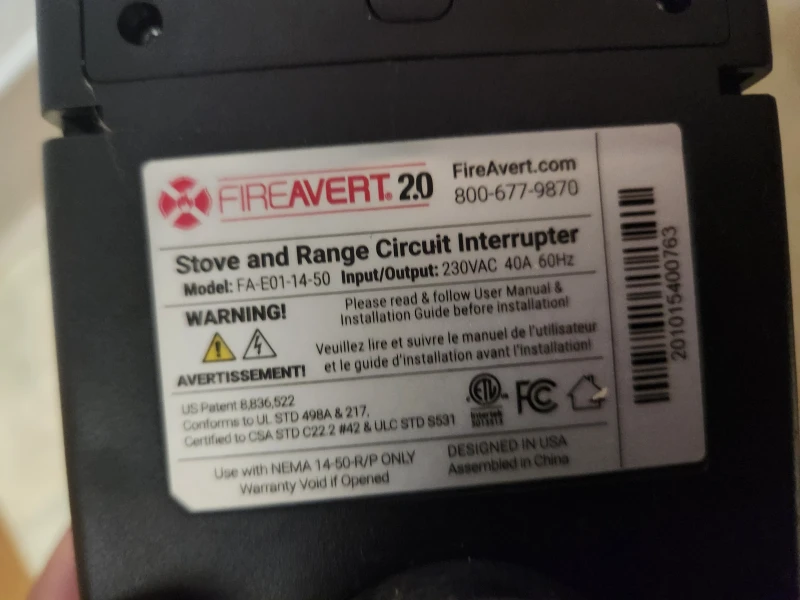 FIREAVERT® 2.0
FireAvert.com
800-677-9870
Stove and Range Circuit Interrupter
Model: FA-E01-14-50 Input/Output: 230VAC 40A 60Hz
WARNING!
AVERTISSEMENT!
Please read & follow User Manual &
Installation Guide before installation!
Veuillez lire et suivre le manuel de l'utilisateur
et le guide d'installation avant l'installation!
US Patent 8,836,522
Conforms to UL STD 498A & 217,
Certified to CSA STD C22.2 #42 & ULC STD S531
ETL
Intertek
FC
Use with NEMA 14-50-R/P ONLY
Warranty Void if Opened
DESIGNED IN USA
Assembled in China
201015400763